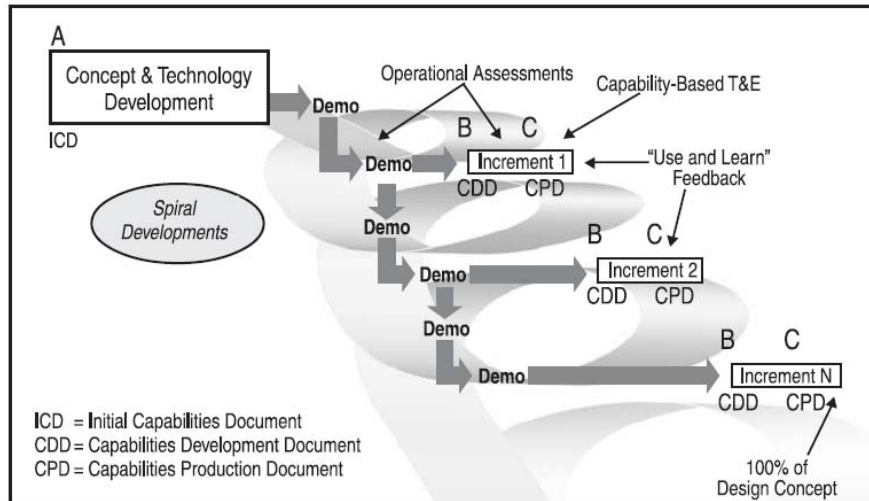 A
Concept & Technology
Development
ICD
Operational Assessments
Capability-Based T&E
Demo
B C
Demo
Increment 1
"Use and Learn"
Feedback
CDD CPD
Spiral
Developments
Demo
B C
Demo
Increment 2
CDD CPD
Demo
B C
Demo
Increment N
CDD CPD
ICD = Initial Capabilities Document
CDD = Capabilities Development Document
CPD = Capabilities Production Document
100% of
Design Concept